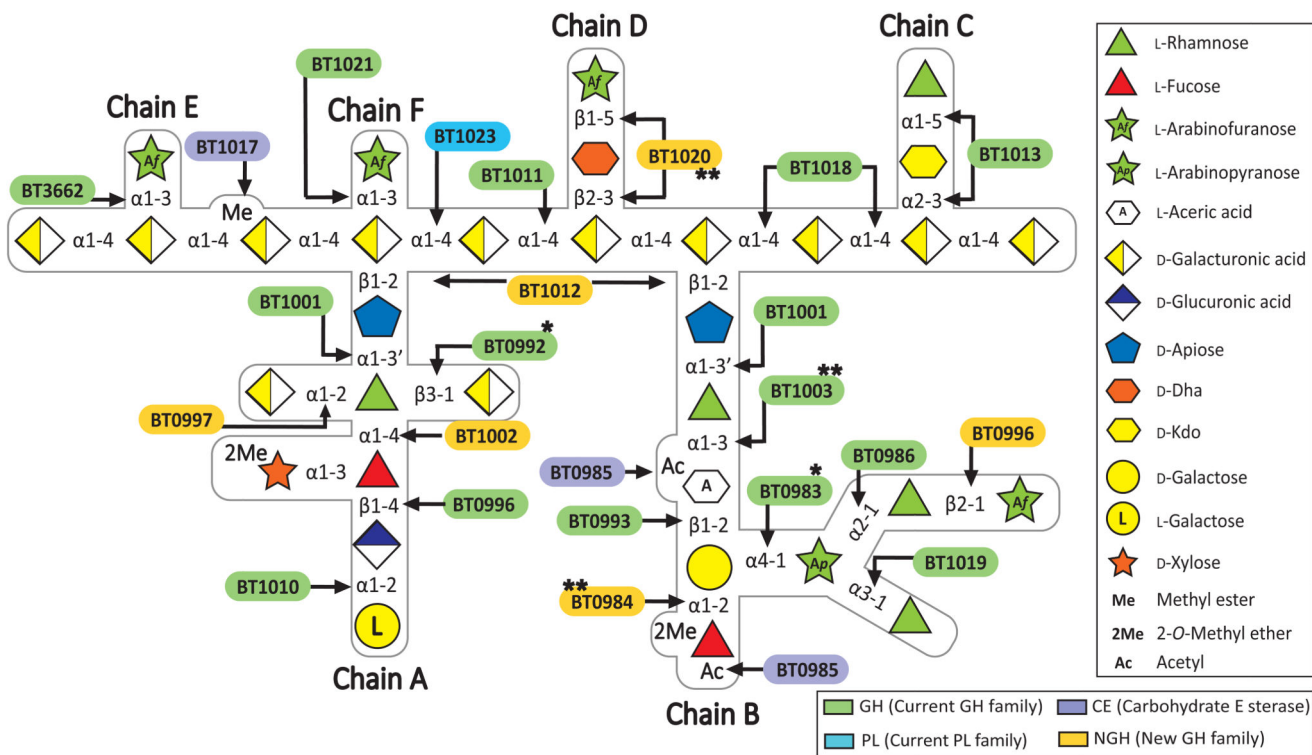 Chain D
Chain C
BT1021
Chain E
Chain F
Af
β1-5
α1-5
BT1017
Af
Af
BT1023
BT1020
**
BT1013
BT3662
BT1011
BT1018
α1-3
Me
α1-3
β2-3
α2-3
α1-4 α1-4 α1-4 α1-4 α1-4 α1-4 α1-4 α1-4 α1-4
β1-2
BT1012
β1-2
BT1001
BT0992
*
BT1001
α1-3’
α1-3’
BT1003
**
α1-2
β3-1
BT0997
α1-4
BT1002
α1-3
BT0996
2Me
α1-3
BT0985
Ac
A
BT0983
*
BT0986
β1-4
BT0996
BT0993
β1-2
α2-1
β2-1
Af
α4-1
Ap
BT1019
BT1010
α1-2
**
BT0984
α1-2
α3-1
L
2Me
Ac
BT0985
Chain A
Chain B
L-Rhamnose
L-Fucose
Af L-Arabinofuranose
Ap L-Arabinopyranose
A L-Aceric acid
D-Galacturonic acid
D-Glucuronic acid
D-Apiose
D-Dha
D-Kdo
D-Galactose
L L-Galactose
D-Xylose
Me Methyl ester
2Me 2-O-Methyl ether
Ac Acetyl
GH (Current GH family)
CE (Carbohydrate E sterase)
PL (Current PL family)
NGH (New GH family)